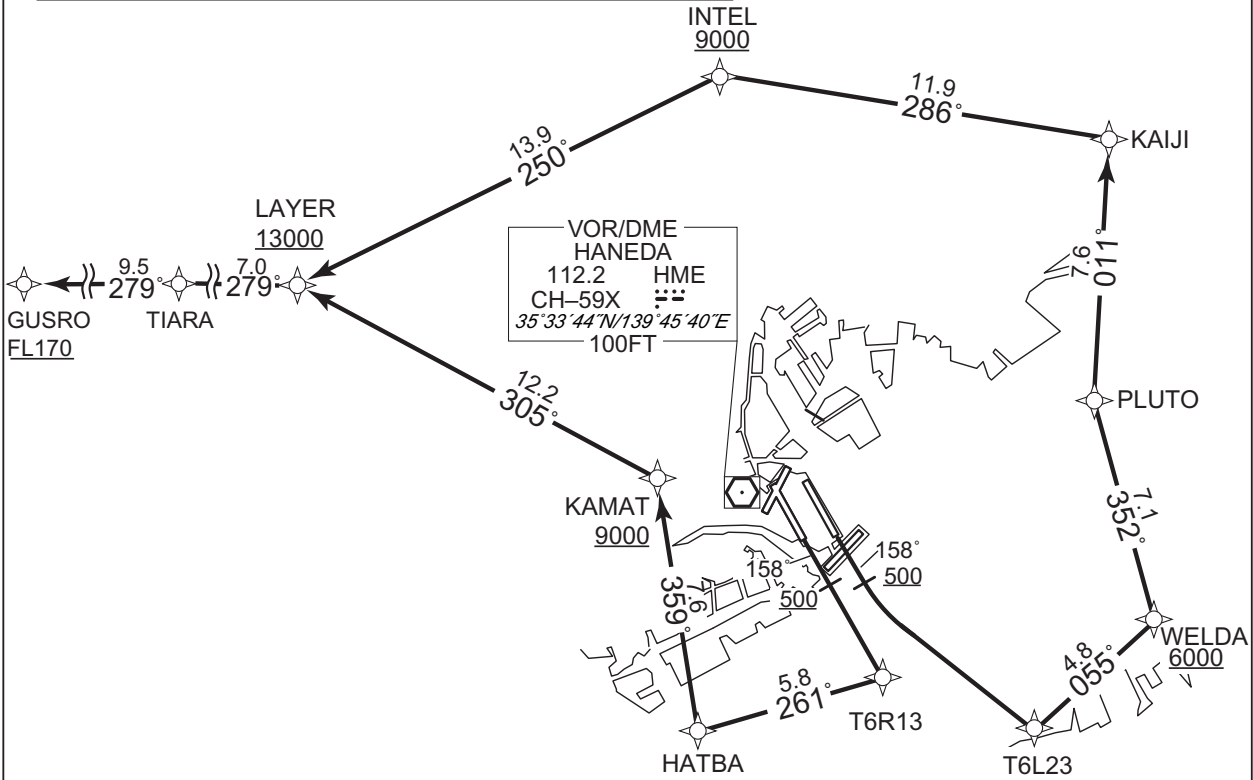 INTEL
9000
11.9
286°
KAIJI
13.9
250°
LAYER
13000
VOR/DME
HANEDA
112.2 HME
CH–59X
35°33´44˝N/139°45´40˝E
100FT
7.6
011°
9.5
279°
7.0
279°
GUSRO
FL170
TIARA
12.2
305°
PLUTO
KAMAT
9000
7.1
352°
158°
500
158°
500
7.6
359°
WELDA
6000
4.8
055°
5.8
261°
T6R13
HATBA
T6L23